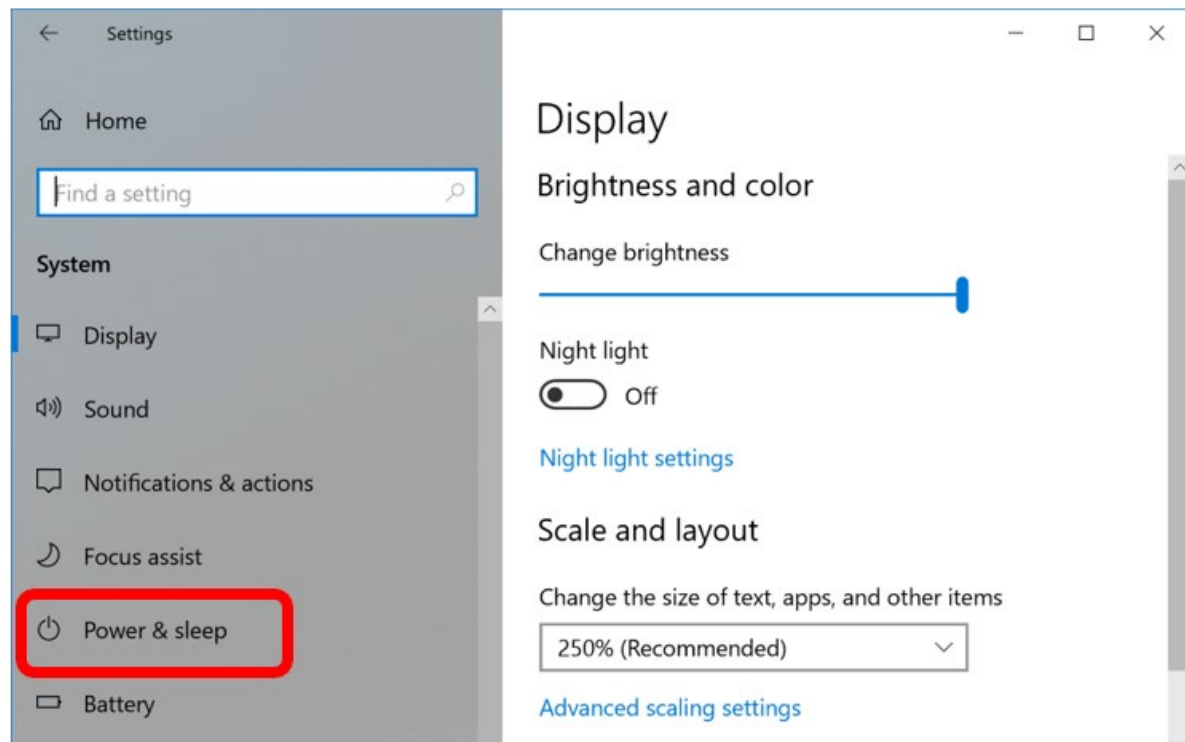 Settings
Home
Find a setting
System
Display
Sound
Notifications & actions
Focus assist
Power & sleep
Battery
Display
Brightness and color
Change brightness
Night light
Off
Night light settings
Scale and layout
Change the size of text, apps, and other items
250% (Recommended)
Advanced scaling settings